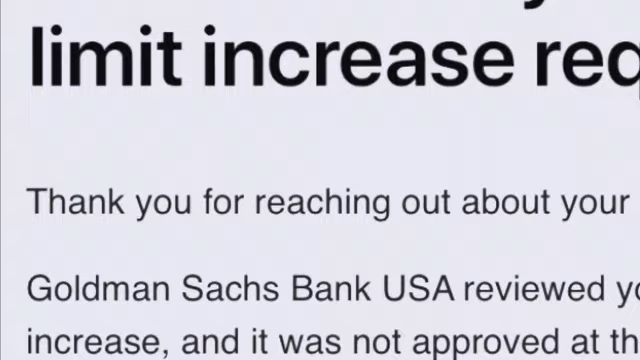 limit increase req
Thank you for reaching out about your
Goldman Sachs Bank USA reviewed yo
increase, and it was not approved at th